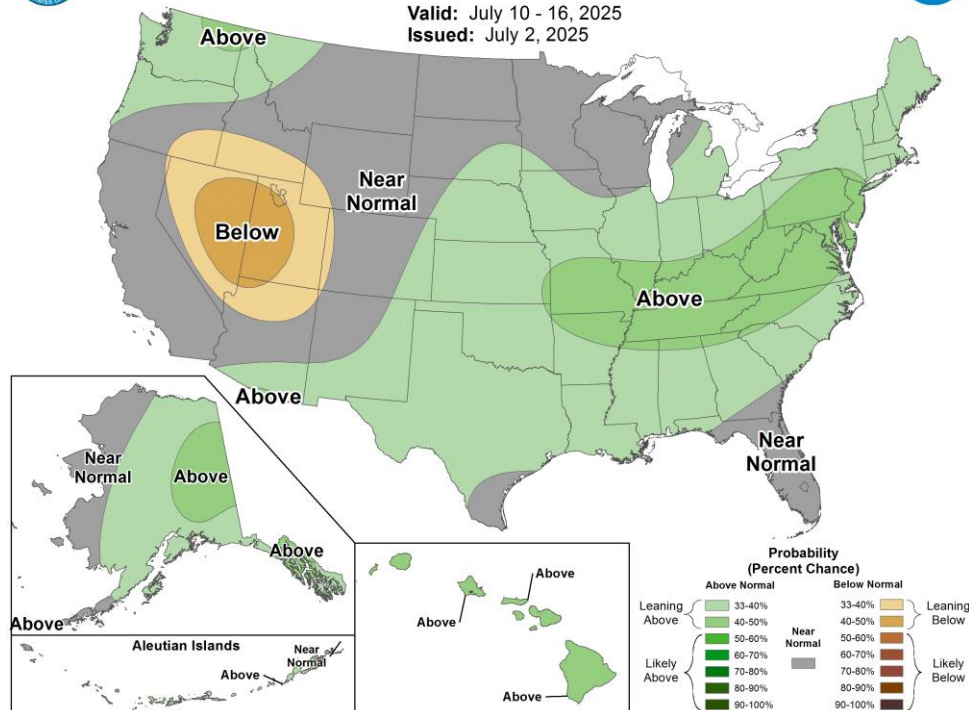 Valid: July 10 - 16, 2025
Issued: July 2, 2025
Above
Near
Normal
Below
Above
Above
Near
Normal
Near
Normal
Above
Above
Above
Aleutian Islands
Near
Normal
Above
Above
Above
Above
Probability
(Percent Chance)
Above Normal
Below Normal
Leaning
Above
33-40%
40-50%
Likely
Above
50-60%
60-70%
70-80%
80-90%
90-100%
Near
Normal
33-40%
40-50%
Leaning
Below
50-60%
60-70%
70-80%
80-90%
90-100%
Likely
Below